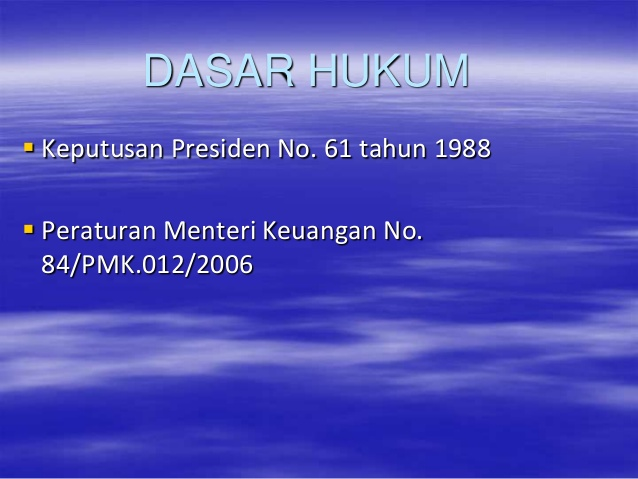 DASAR HUKUM
▪ Keputusan Presiden No. 61 tahun 1988
▪ Peraturan Menteri Keuangan No.
84/PMK.012/2006